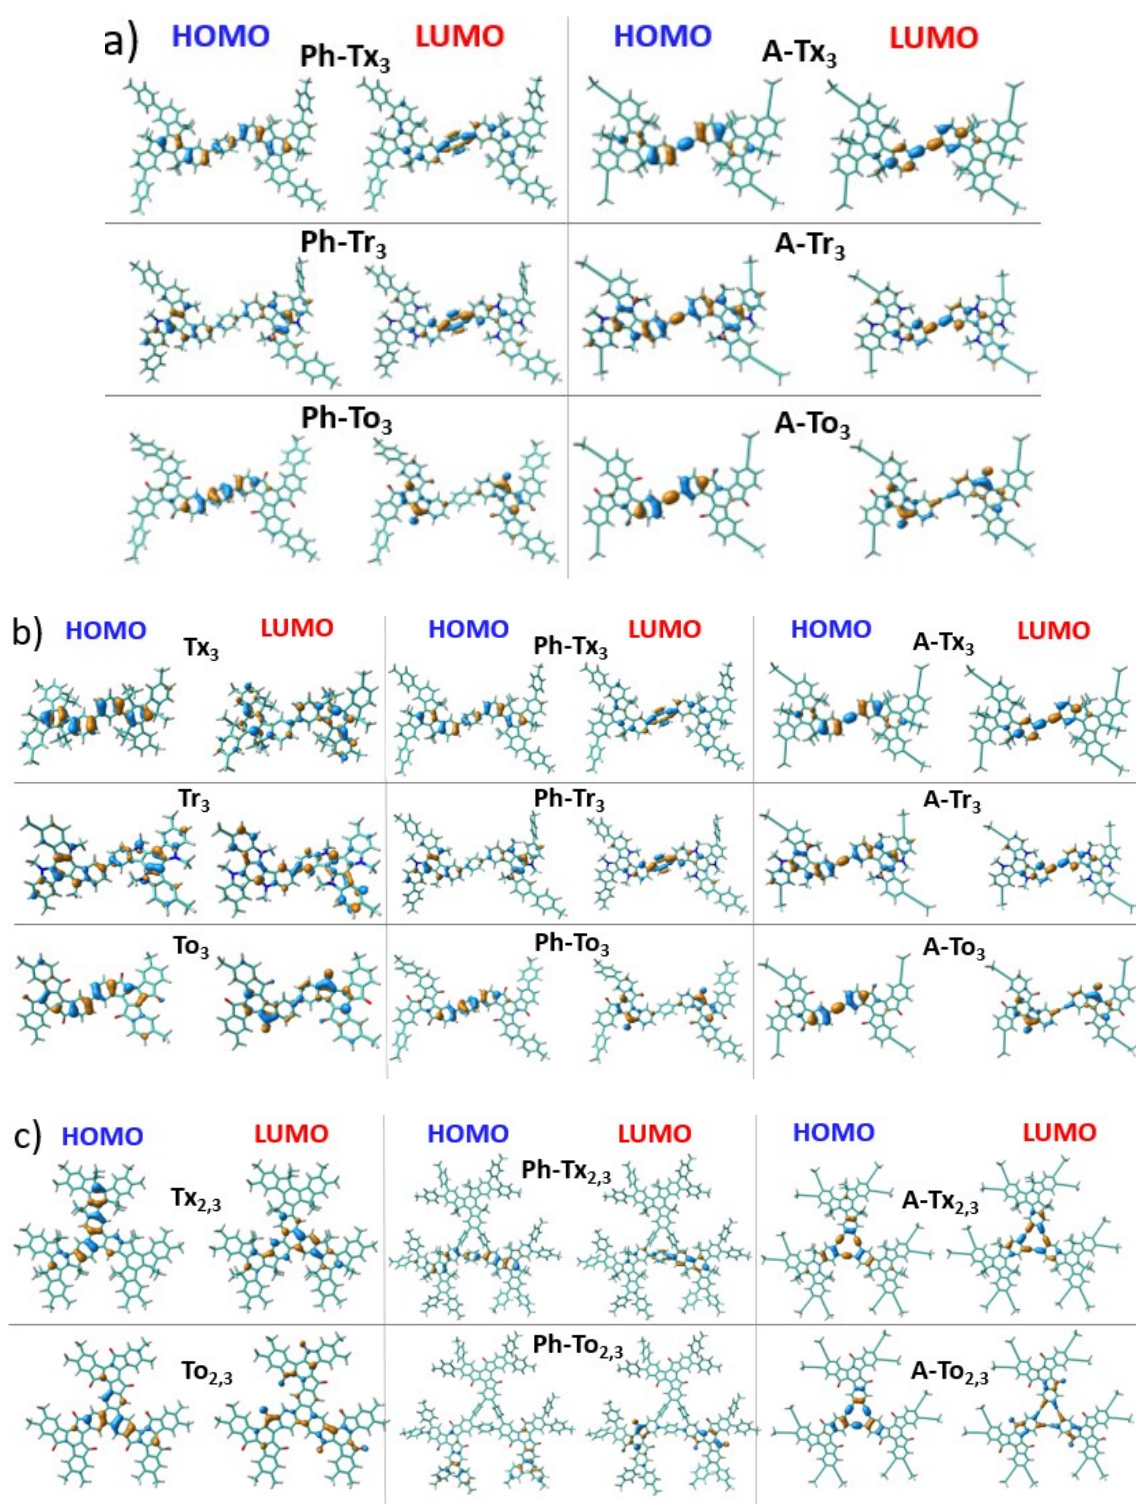 a) HOMO LUMO HOMO LUMO
Ph-Tx3 A-Tx3
Ph-Tr3 A-Tr3
Ph-To3 A-To3
b) HOMO LUMO HOMO LUMO HOMO LUMO
Tx3 Ph-Tx3 A-Tx3
Tr3 Ph-Tr3 A-Tr3
To3 Ph-To3 A-To3
c) HOMO LUMO HOMO LUMO HOMO LUMO
Tx2,3 Ph-Tx2,3 A-Tx2,3
To2,3 Ph-To2,3 A-To2,3